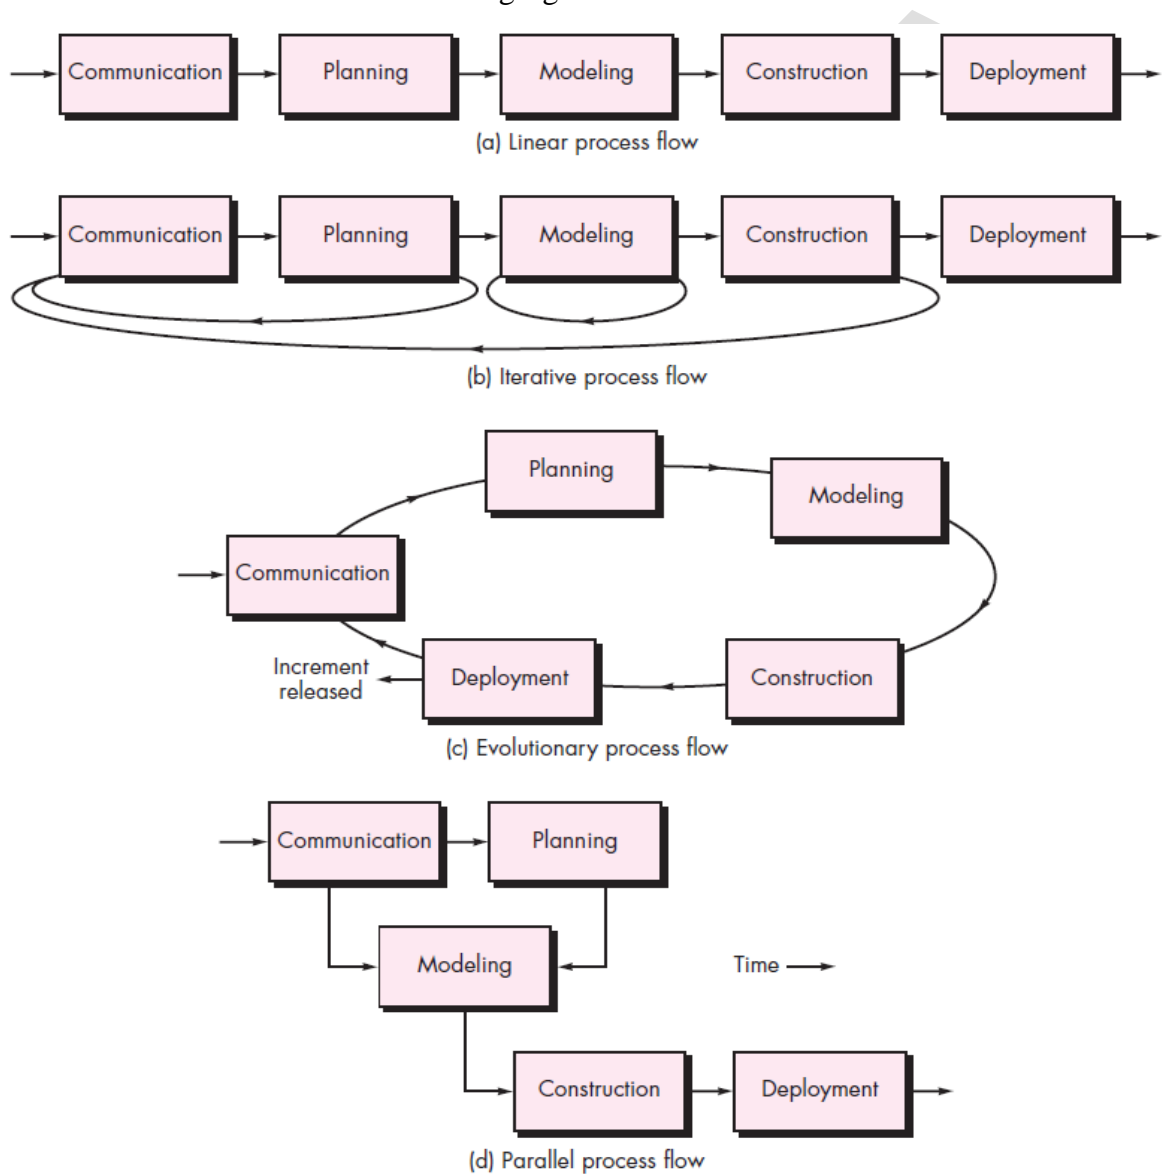 Communication Planning Modeling Construction Deployment
(a) Linear process flow
Communication Planning Modeling Construction Deployment
(b) Iterative process flow
Planning
Modeling
Communication
Increment
released
Deployment
Construction
(c) Evolutionary process flow
Communication Planning
Modeling
Time
Construction Deployment
(d) Parallel process flow